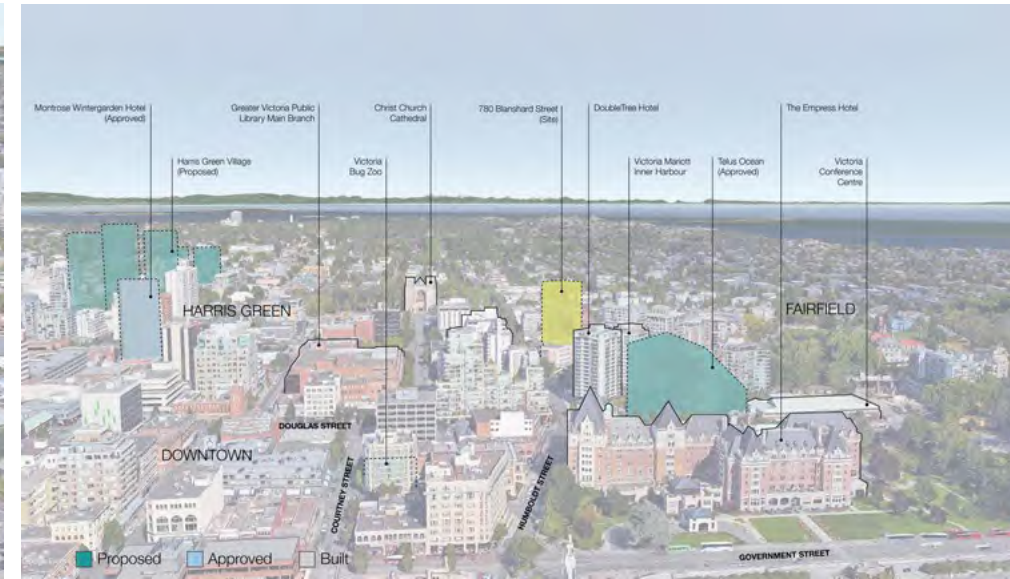 Montrose Wintergarden Hotel
(Approved)
Greater Victoria Public
Library Main Branch
Christ Church
Cathedral
780 Blanshard Street
(Site)
DoubleTree Hotel
The Empress Hotel
Harris Green Village
(Proposed)
Victoria
Bug Zoo
Victoria Mariott
Inner Harbour
Telus Ocean
(Approved)
Victoria
Conference
Centre
HARRIS GREEN
FAIRFIELD
DOUGLAS STREET
DOWNTOWN
COURTNEY STREET
HUMBOLDT STREET
GOVERNMENT STREET
Proposed
Approved
Built